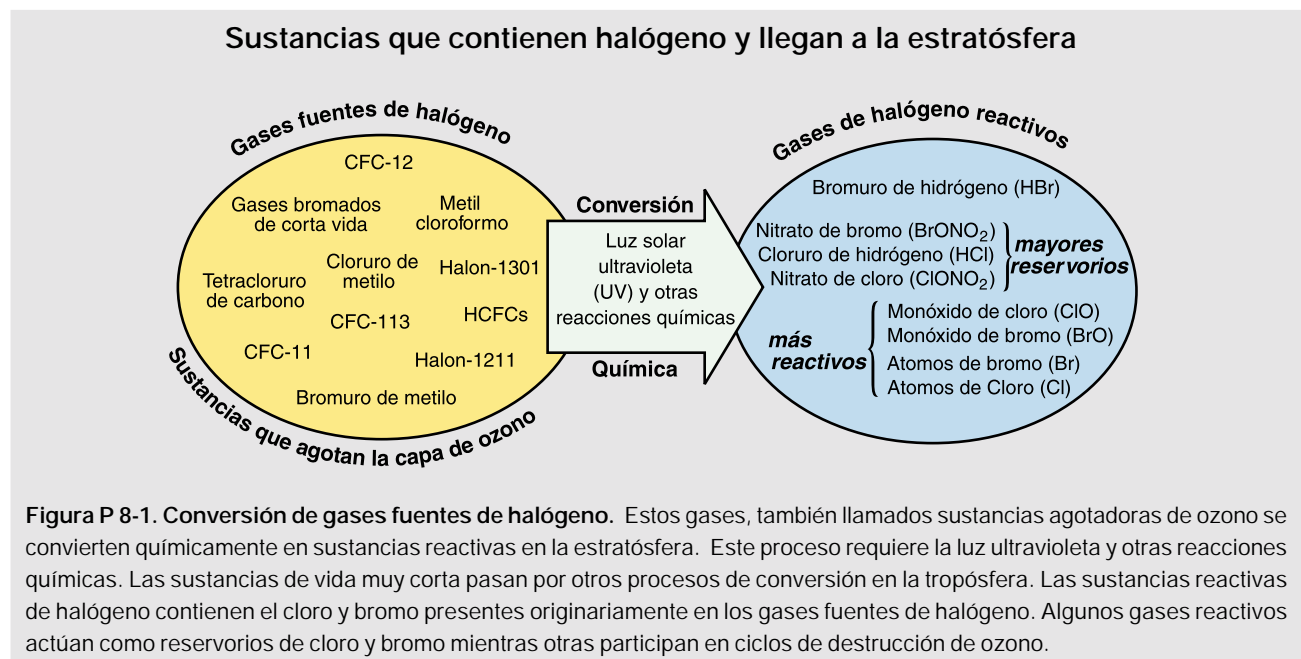 Sustancias que contienen halógeno y llegan a la estratósfera
Gases fuentes de halógeno
CFC-12
Gases bromados
de corta vida
Metil
cloroformo
Tetracloruro
de carbono
Cloruro de
metilo
Halon-1301
CFC-113
HCFCs
CFC-11
Halon-1211
Bromuro de metilo
Sustancias que agotan la capa de ozono
Conversión
Luz solar
ultravioleta
(UV) y otras
reacciones químicas
Química
Gases de halógeno reactivos
Bromuro de hidrógeno (HBr)
Nitrato de bromo (BrONO₂)
Cloruro de hidrógeno (HCl)
Nitrato de cloro (ClONO₂)
mayores
reservorios
más
reactivos
Monóxido de cloro (ClO)
Monóxido de bromo (BrO)
Atomos de bromo (Br)
Atomos de Cloro (Cl)
Figura P 8-1. Conversión de gases fuentes de halógeno. Estos gases, también llamados sustancias agotadoras de ozono se
convierten químicamente en sustancias reactivas en la estratósfera. Este proceso requiere la luz ultravioleta y otras reacciones
químicas. Las sustancias de vida muy corta pasan por otros procesos de conversión en la tropósfera. Las sustancias reactivas
de halógeno contienen el cloro y bromo presentes originariamente en los gases fuentes de halógeno. Algunos gases reactivos
actúan como reservorios de cloro y bromo mientras otras participan en ciclos de destrucción de ozono.